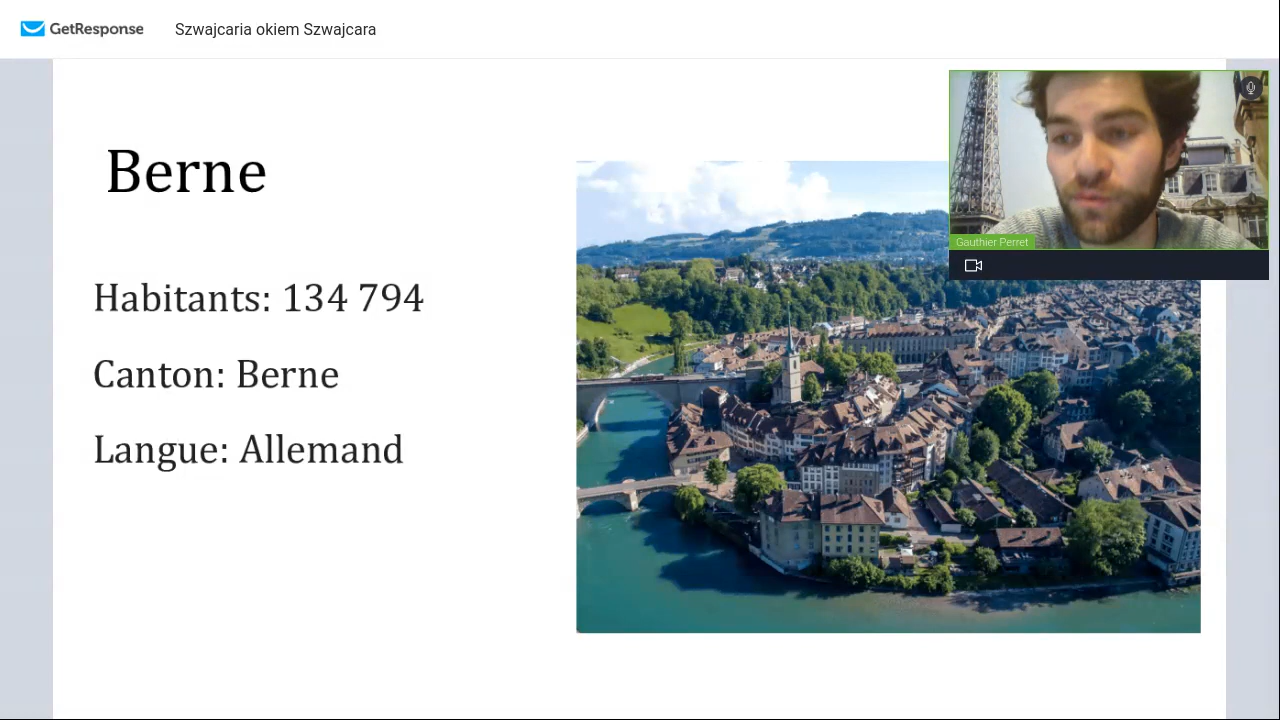 GetResponse
Szwajcaria okiem Szwajcara
Berne
Habitants: 134 794
Canton: Berne
Langue: Allemand
Gauthier Perret